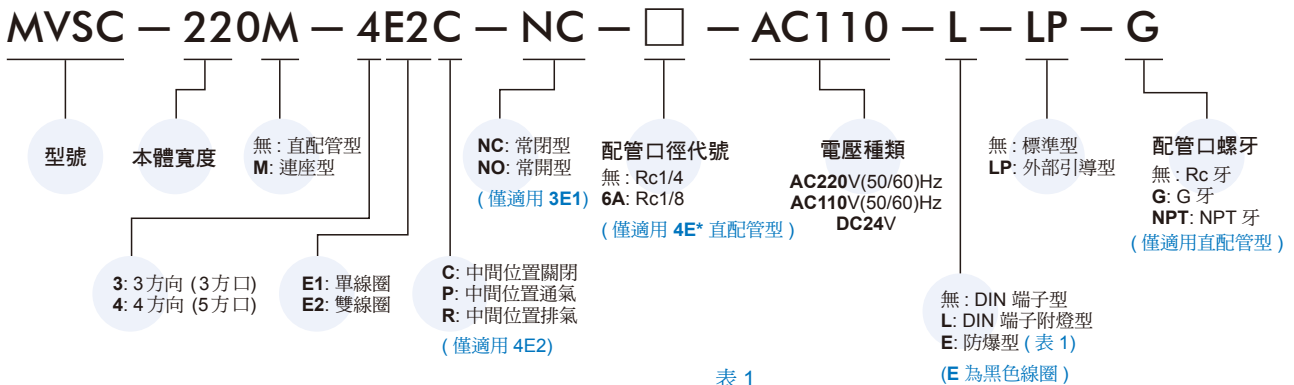 MVSC — 220M — 4E2C — NC — □ — AC110 — L — LP — G
型號
本體寬度
無 : 直配管型
M: 連座型
NC: 常閉型
NO: 常開型
( 僅適用 3E1)
配管口徑代號
無 : Rc1/4
6A: Rc1/8
( 僅適用 4E* 直配管型 )
電壓種類
AC220V(50/60)Hz
AC110V(50/60)Hz
DC24V
無 : 標準型
LP: 外部引導型
配管口螺牙
無 : Rc 牙
G: G 牙
NPT: NPT 牙
( 僅適用直配管型 )
3: 3方向 (3方口)
4: 4方向 (5方口)
E1: 單線圈
E2: 雙線圈
C: 中間位置關閉
P: 中間位置通氣
R: 中間位置排氣
( 僅適用 4E2)
無 : DIN 端子型
L: DIN 端子附燈型
E: 防爆型 ( 表 1)
(E 為黑色線圈 )
表 1